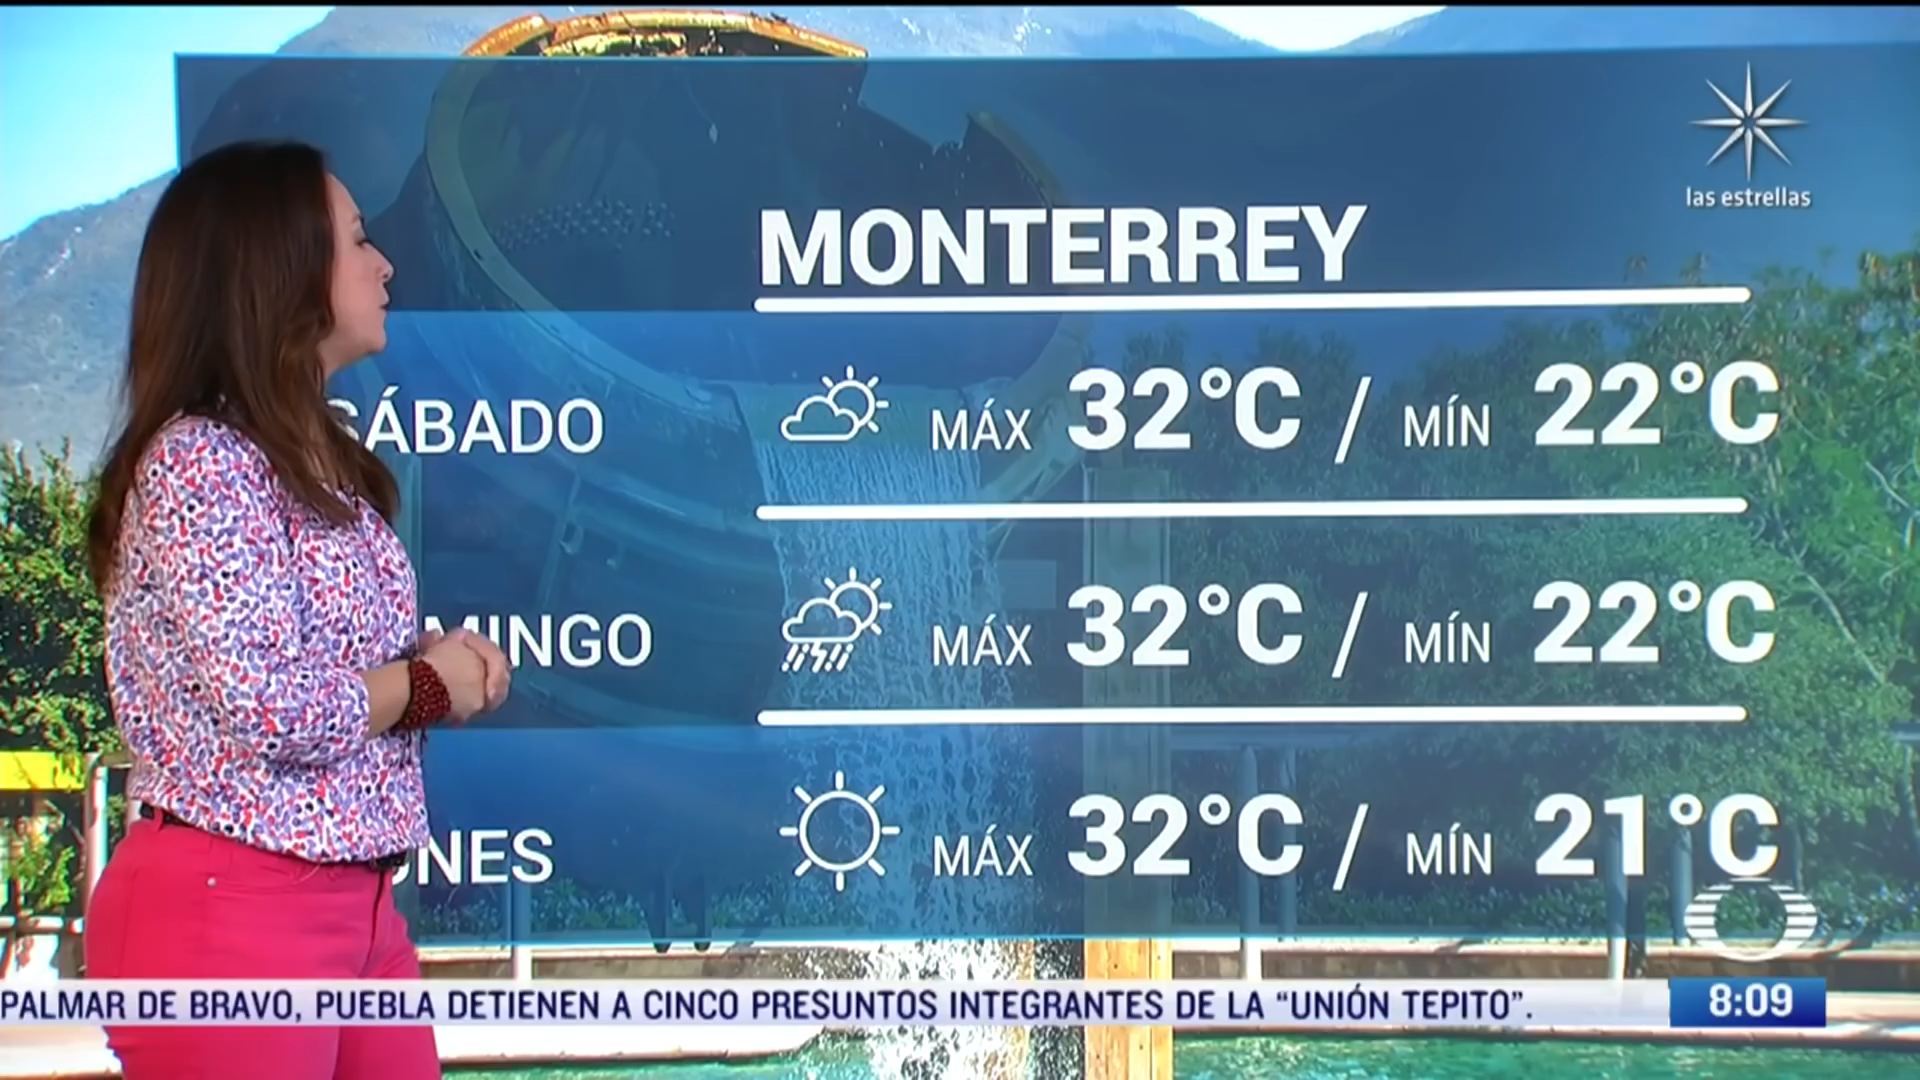 las estrellas
MONTERREY
SÁBADO MÁX 32°C / MÍN 22°C
MINGO MÁX 32°C / MÍN 22°C
UNES MÁX 32°C / MÍN 21°C
PALMAR DE BRAVO, PUEBLA DETIENEN A CINCO PRESUNTOS INTEGRANTES DE LA “UNIÓN TEPITO”. 8:09